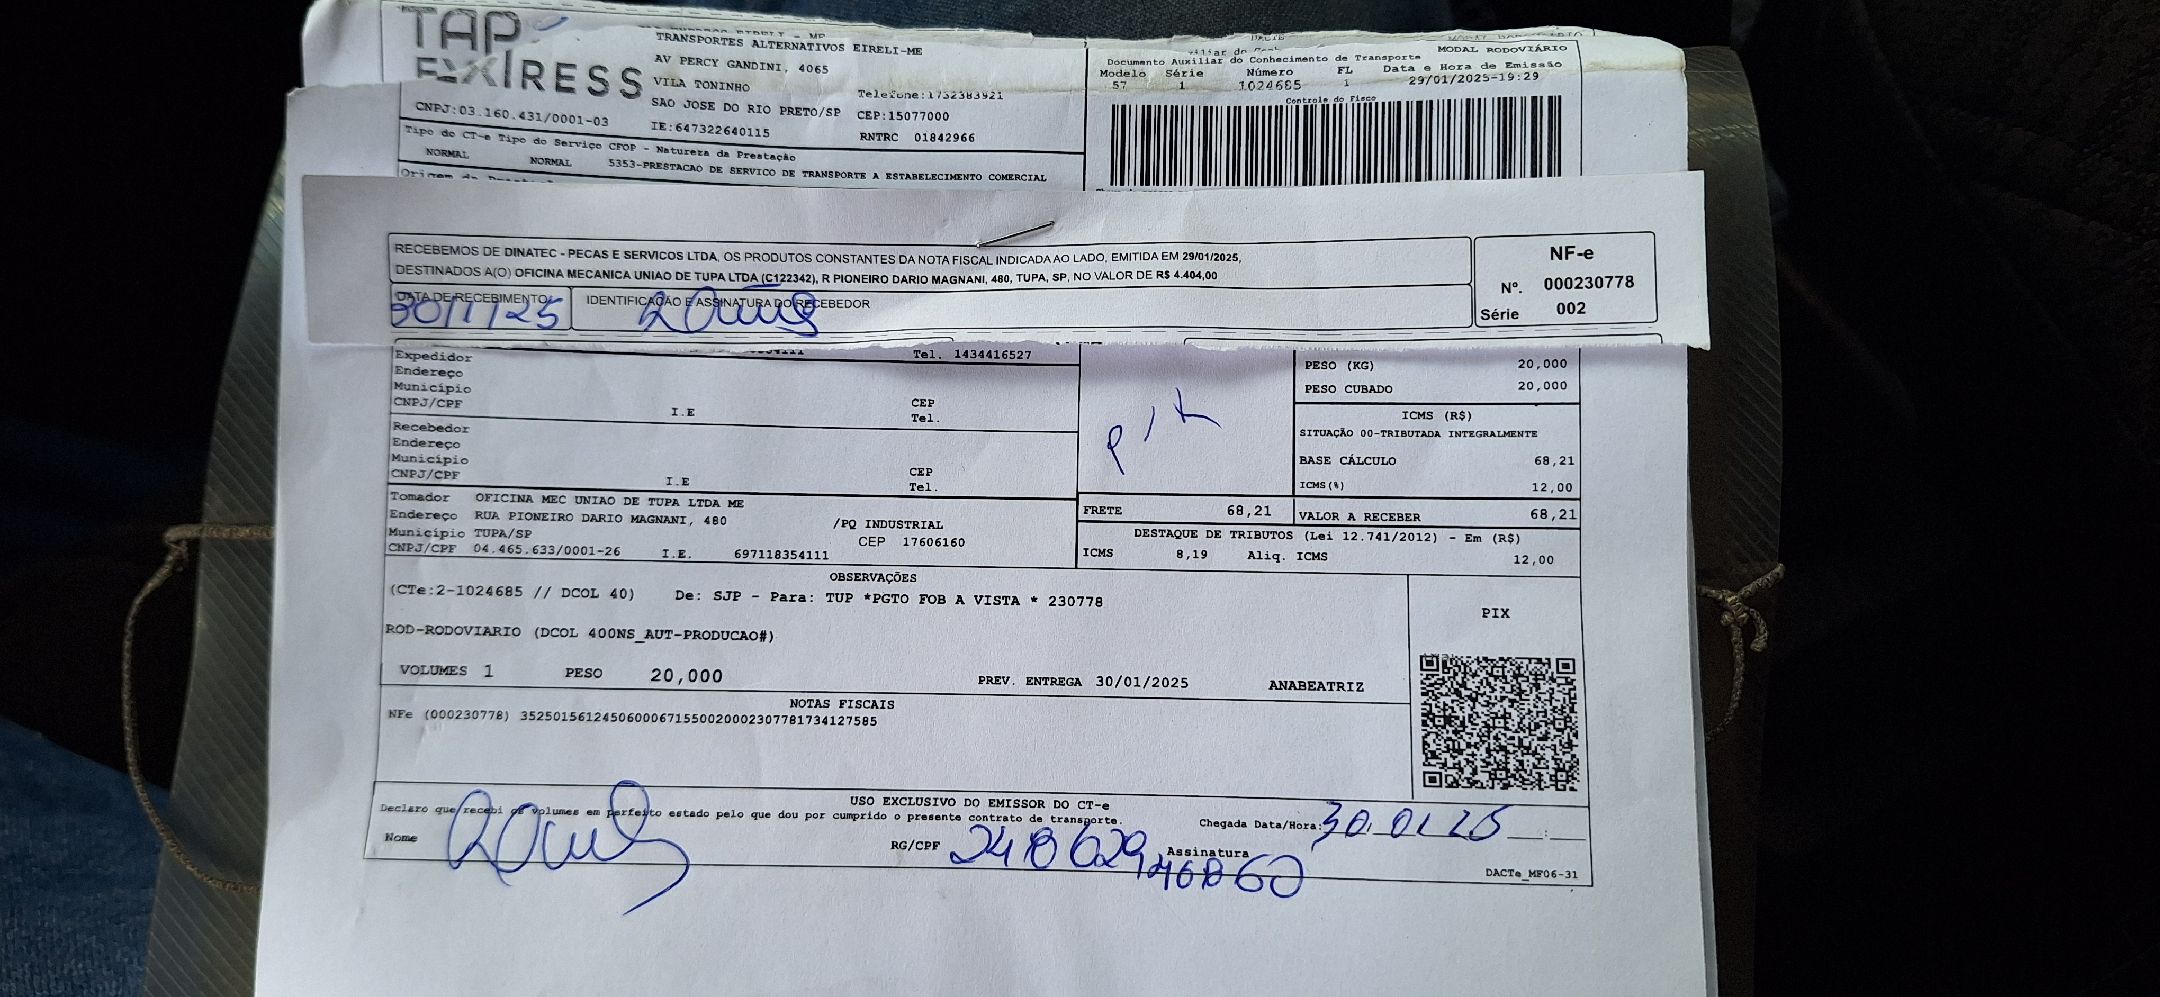 TAP
EXXIRESS
TRANSPORTES ALTERNATIVOS EIRELI-ME
AV PERCY GANDINI, 4065
VILA TONINHO
Telefone:1732383921
SAO JOSE DO RIO PRETO/SP CEP:15077000
CNPJ:03.160.431/0001-03
IE:647322640115 RNTRC 01842966
Tipo do CT-e Tipo do Serviço CFOP - Natureza da Prestação
NORMAL NORMAL 5353-PRESTACAO DE SERVICO DE TRANSPORTE A ESTABELECIMENTO COMERCIAL
MODAL RODOVIÁRIO
Documento Auxiliar do Conhecimento de Transporte
Modelo Série Número FL Data e Hora de Emissão
57 1 1024685 1 29/01/2025-19:29
Controle do Fisco
RECEBEMOS DE DINATEC - PECAS E SERVICOS LTDA, OS PRODUTOS CONSTANTES DA NOTA FISCAL INDICADA AO LADO, EMITIDA EM 29/01/2025,
DESTINADOS A(O) OFICINA MECANICA UNIAO DE TUPA LTDA (C122342), R PIONEIRO DARIO MAGNANI, 480, TUPA, SP, NO VALOR DE R$ 4.404,00
DATA DE RECEBIMENTO IDENTIFICAÇÃO E ASSINATURA DO RECEBEDOR
30/1/25
NF-e
Nº. 000230778
Série 002
Expedidor Tel. 1434416527
Endereço
Município
CNPJ/CPF I.E CEP
Tel.
Recebedor
Endereço
Município
CNPJ/CPF I.E CEP
Tel.
PIX
PESO (KG) 20,000
PESO CUBADO 20,000
ICMS (R$)
SITUAÇÃO 00-TRIBUTADA INTEGRALMENTE
BASE CÁLCULO 68,21
ICMS(%) 12,00
Tomador OFICINA MEC UNIAO DE TUPA LTDA ME
Endereço RUA PIONEIRO DARIO MAGNANI, 480 /PQ INDUSTRIAL
Município TUPA/SP CEP 17606160
CNPJ/CPF 04.465.633/0001-26 I.E. 697118354111
FRETE 68,21 VALOR A RECEBER 68,21
DESTAQUE DE TRIBUTOS (Lei 12.741/2012) - Em (R$)
ICMS 8,19 Aliq. ICMS 12,00
OBSERVAÇÕES
(CTe:2-1024685 // DCOL 40) De: SJP - Para: TUP *PGTO FOB A VISTA * 230778
ROD-RODOVIARIO (DCOL 400NS_AUT-PRODUCAO#)
VOLUMES 1 PESO 20,000 PREV. ENTREGA 30/01/2025 ANABEATRIZ
PIX
NOTAS FISCAIS
NFe (000230778) 35250156124506000671550020002307781734127585
USO EXCLUSIVO DO EMISSOR DO CT-e
Declaro que recebi os volumes em perfeito estado pelo que dou por cumprido o presente contrato de transporte.
Chegada Data/Hora: 30.01.25 __:__
Nome RG/CPF 24862946860 Assinatura
DACTe_MF06-31